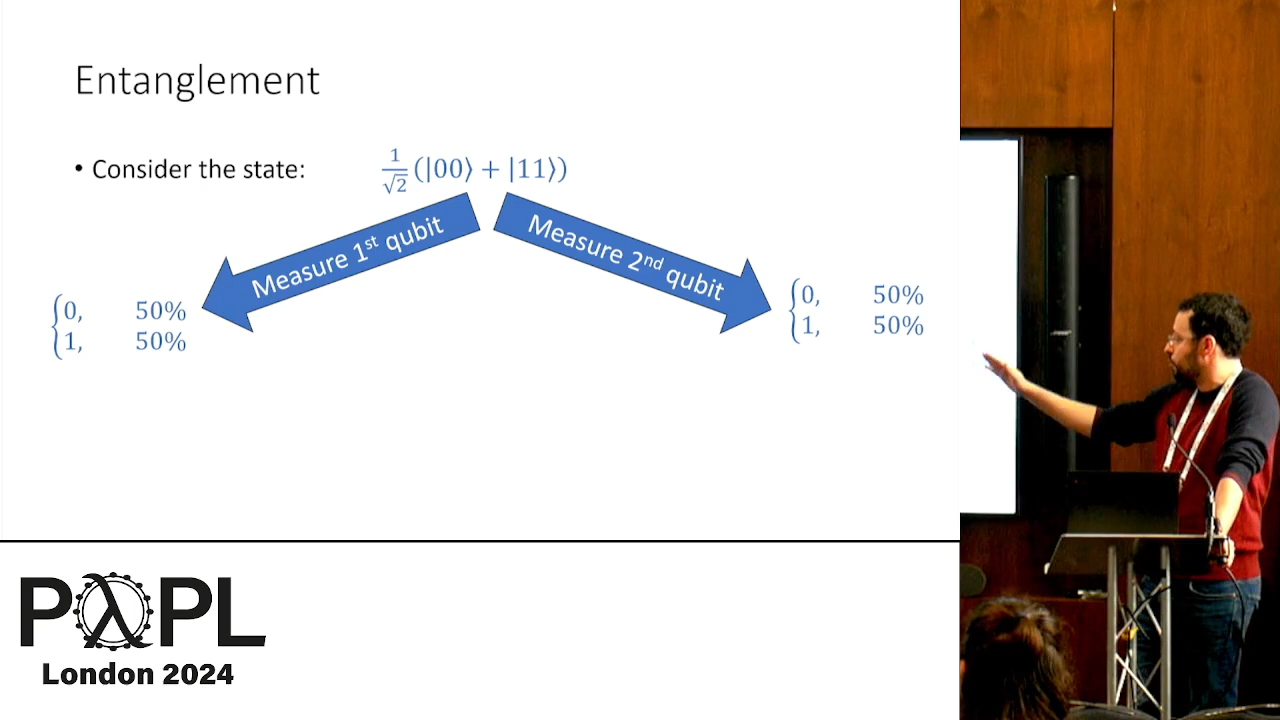 Entanglement
• Consider the state: 1/√2 (|00⟩ + |11⟩)
Measure 1st qubit
Measure 2nd qubit
{0, 50%
1, 50%
{0, 50%
1, 50%
PλPL
London 2024